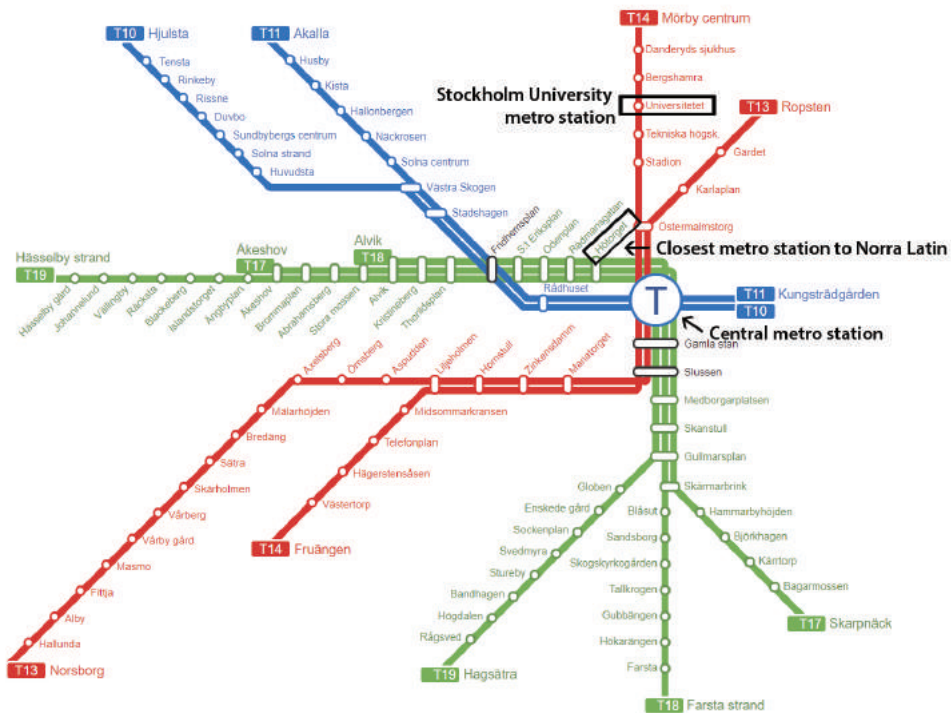 T10 Hjulsta
Tensta
Rinkeby
Rissne
Duvbo
Sundbybergs centrum
Solna strand
Huvudsta
T11 Akalla
Husby
Kista
Hallonbergen
Näckrosen
Solna centrum
Västra Skogen
Stadshagen
T14 Mörby centrum
Danderyds sjukhus
Bergshamra
Stockholm University
metro station
Universitetet
Tekniska högsk.
Stadion
T13 Ropsten
Gärdet
Karlaplan
Östermalmstorg
Closest metro station to Norra Latin
Hässelby strand
T19
Hässelby gård
Johannelund
Vällingby
Råcksta
Blackeberg
Islandstorget
Ängbyplan
Åkeshov
T17
Åkeshov
Brommaplan
Abrahamsberg
Stora mossen
Alvik
T18
Alvik
Kristineberg
Thorildsplan
Fridhemsplan
S:t Eriksplan
Odenplan
Rådmansgatan
Hötorget
Rådhuset
T
T11 Kungsträdgården
T10
Central metro station
Gamla stan
Slussen
Medborgarplatsen
Skanstull
Gullmarsplan
Skärmarbrink
Axelsberg
Örnsberg
Aspudden
Liljeholmen
Hornstull
Zinkensdamm
Mariatorget
Mälarhöjden
Bredäng
Sätra
Skärholmen
Vårberg
Vårby gård
Masmo
Fittja
Alby
Hallunda
T13 Norsborg
Midsommarkransen
Telefonplan
Hägerstensåsen
Västertorp
T14 Fruängen
Globen
Enskede gård
Sockenplan
Svedmyra
Stureby
Bandhagen
Högdalen
Rågsved
T19 Hagsätra
Blåsut
Sandsborg
Skogskyrkogården
Tallkrogen
Gubbängen
Hökarängen
Farsta
T18 Farsta strand
Hammarbyhöjden
Björkhagen
Kärrtorp
Bagarmossen
T17 Skarpnäck